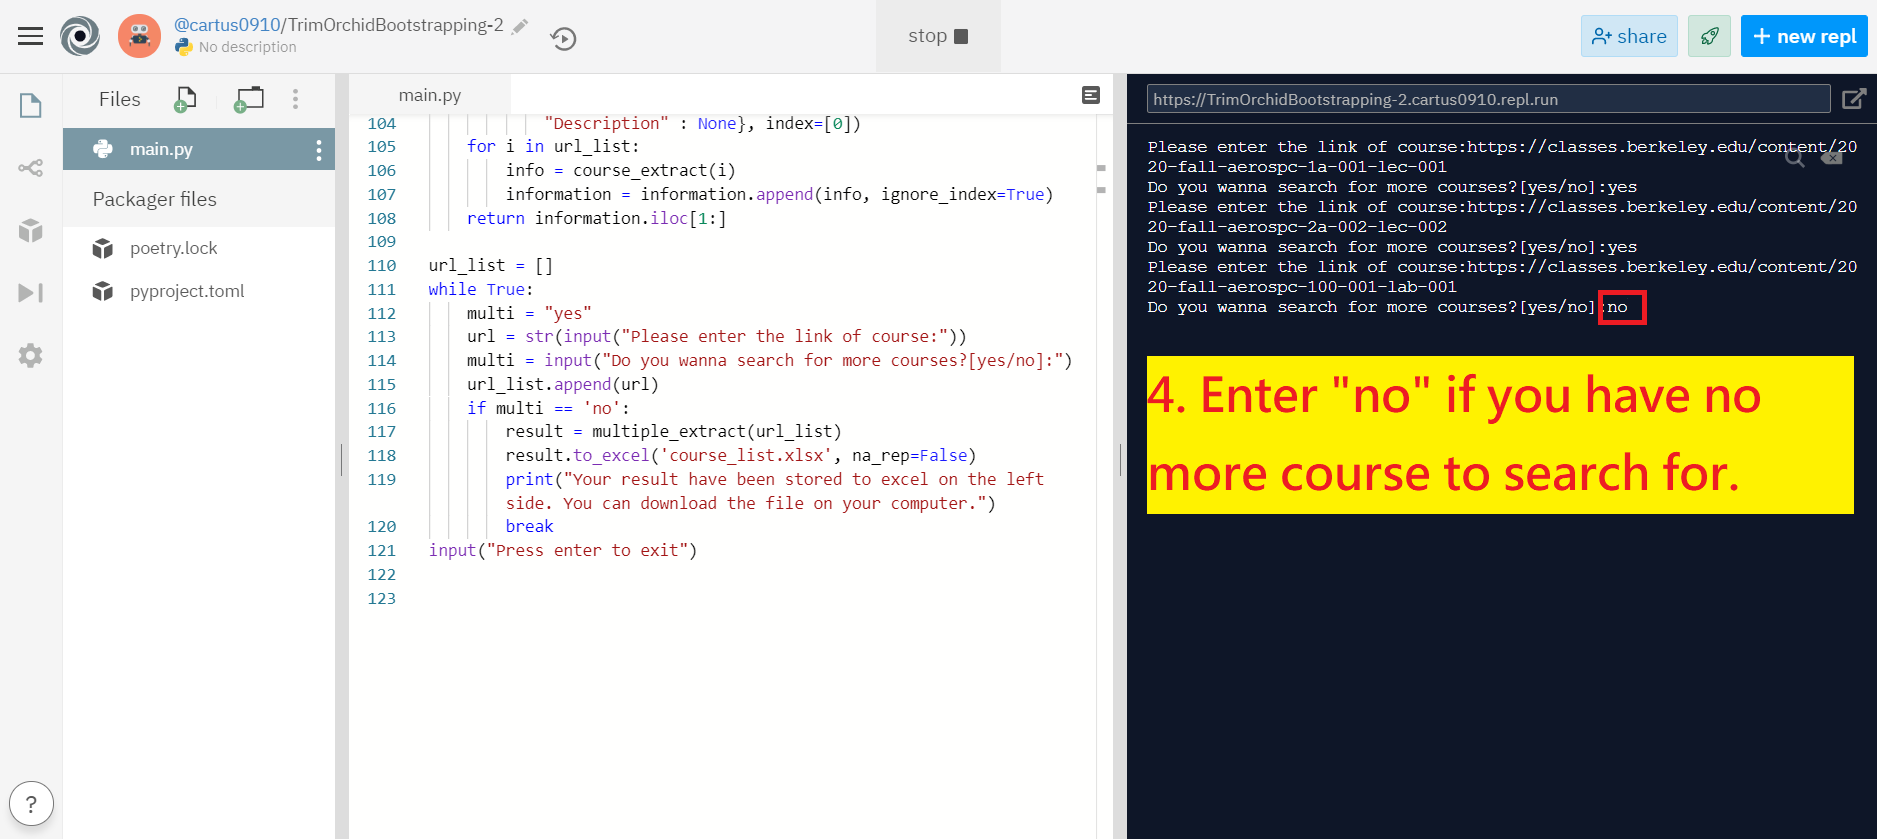 @cartus0910/TrimOrchidBootstrapping-2
No description
stop
share
+ new repl
Files
main.py
Packager files
poetry.lock
pyproject.toml
?
main.py
104 "Description" : None}, index=[0])
105 for i in url_list:
106 info = course_extract(i)
107 information = information.append(info, ignore_index=True)
108 return information.iloc[1:]
109
110 url_list = []
111 while True:
112 multi = "yes"
113 url = str(input("Please enter the link of course:"))
114 multi = input("Do you wanna search for more courses?[yes/no]:")
115 url_list.append(url)
116 if multi == 'no':
117 result = multiple_extract(url_list)
118 result.to_excel('course_list.xlsx', na_rep=False)
119 print("Your result have been stored to excel on the left
side. You can download the file on your computer.")
120 break
121 input("Press enter to exit")
122
123
https://TrimOrchidBootstrapping-2.cartus0910.repl.run
Please enter the link of course:https://classes.berkeley.edu/content/20
20-fall-aerospc-1a-001-lec-001
Do you wanna search for more courses?[yes/no]:yes
Please enter the link of course:https://classes.berkeley.edu/content/20
20-fall-aerospc-2a-002-lec-002
Do you wanna search for more courses?[yes/no]:yes
Please enter the link of course:https://classes.berkeley.edu/content/20
20-fall-aerospc-100-001-lab-001
Do you wanna search for more courses?[yes/no]:no
4. Enter "no" if you have no
more course to search for.